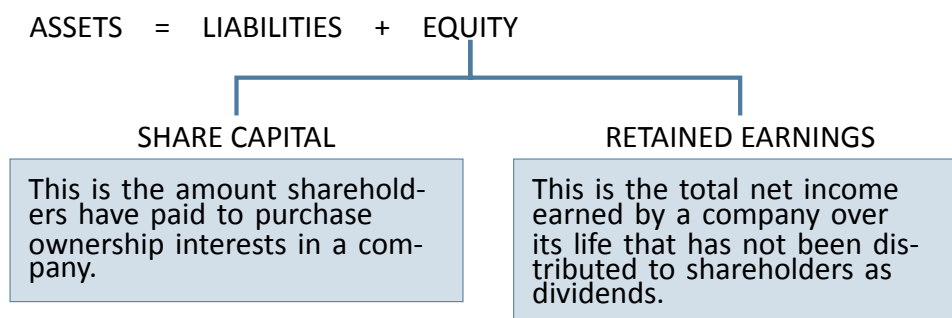 ASSETS = LIABILITIES + EQUITY
SHARE CAPITAL
This is the amount sharehold-
ers have paid to purchase
ownership interests in a com-
pany.
RETAINED EARNINGS
This is the total net income
earned by a company over
its life that has not been dis-
tributed to shareholders as
dividends.